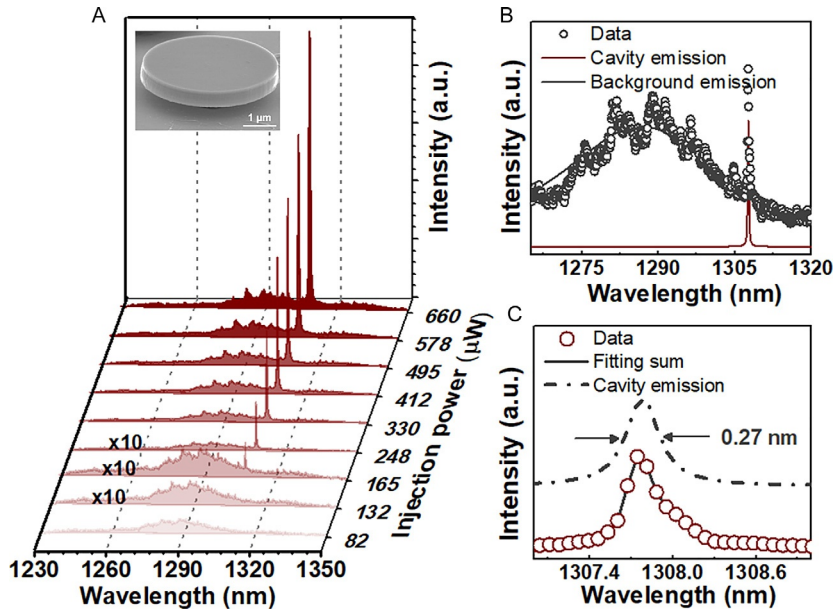 A
1 µm
Intensity (a.u.)
660
578
495
412
330
248
165
132
82
Injection power (µW)
x10
x10
x10
1230
1260
1290
1320
1350
Wavelength (nm)
B
Data
Cavity emission
Background emission
Intensity (a.u.)
1275
1290
1305
1320
Wavelength (nm)
C
Data
Fitting sum
Cavity emission
0.27 nm
Intensity (a.u.)
1307.4
1308.0
1308.6
Wavelength (nm)